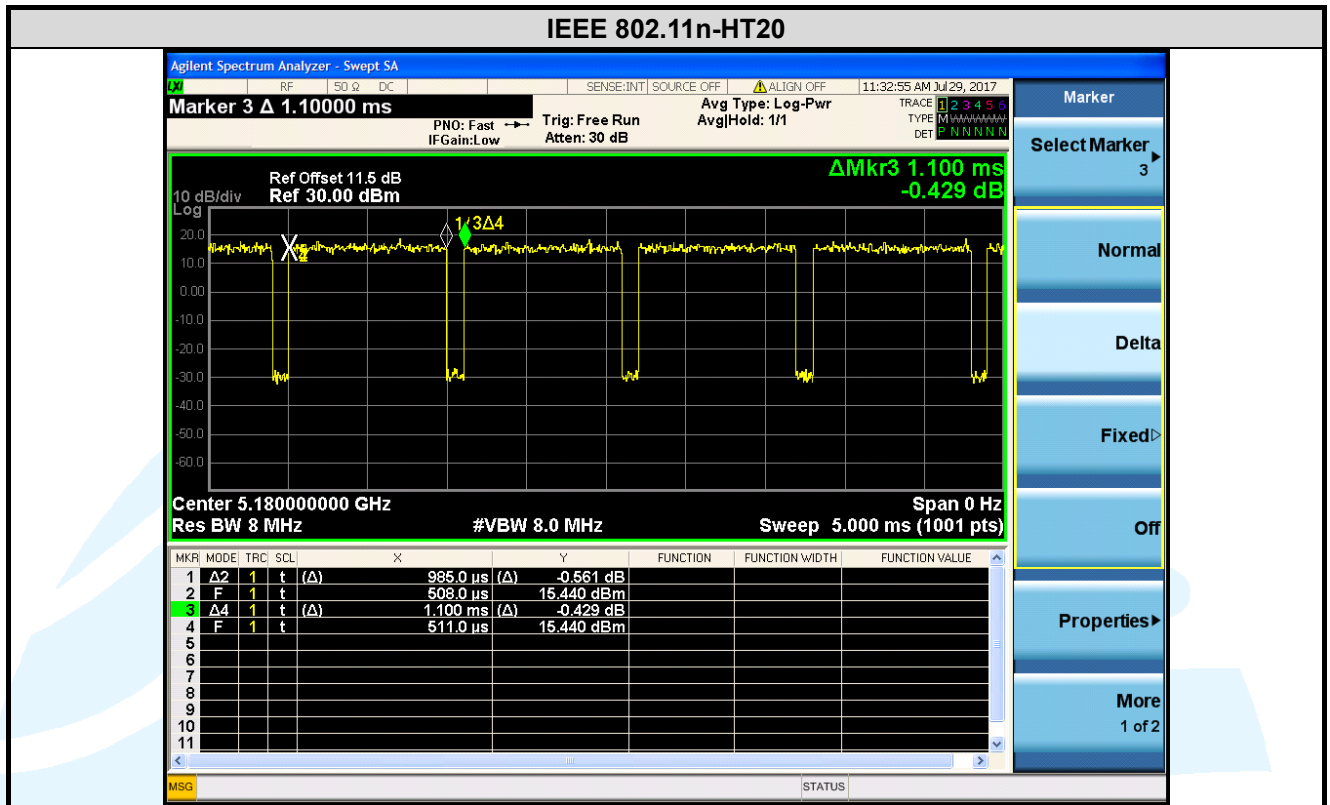 IEEE 802.11n-HT20
Agilent Spectrum Analyzer - Swept SA
LXI RF 50 Ω DC SENSE:INT SOURCE OFF ALIGN OFF 11:32:55 AM Jul 29, 2017
Marker 3 Δ 1.10000 ms
PNO: Fast
IFGain:Low
Trig: Free Run
Atten: 30 dB
Avg Type: Log-Pwr
Avg|Hold: 1/1
TRACE 1 2 3 4 5 6
TYPE M
DET P N N N N N
Ref Offset 11.5 dB
Ref 30.00 dBm
10 dB/div
Log
ΔMkr3 1.100 ms
-0.429 dB
1/3Δ4
20.0
10.0
0.00
-10.0
-20.0
-30.0
-40.0
-50.0
-60.0
Center 5.180000000 GHz Span 0 Hz
Res BW 8 MHz #VBW 8.0 MHz Sweep 5.000 ms (1001 pts)
MKR MODE TRC SCL X Y FUNCTION FUNCTION WIDTH FUNCTION VALUE
1 Δ2 1 t (Δ) 985.0 µs (Δ) -0.561 dB
2 F 1 t 508.0 µs 15.440 dBm
3 Δ4 1 t (Δ) 1.100 ms (Δ) -0.429 dB
4 F 1 t 511.0 µs 15.440 dBm
5
6
7
8
9
10
11
MSG STATUS
Marker
Select Marker
3
Normal
Delta
Fixed
Off
Properties
More
1 of 2